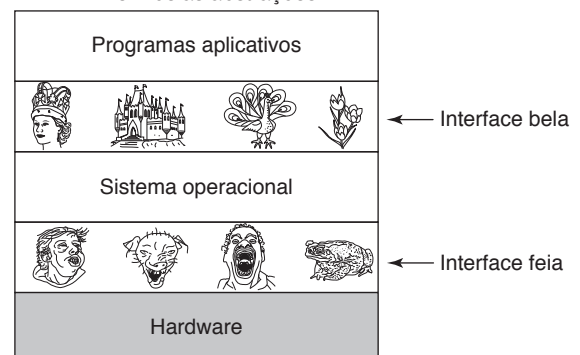 Programas aplicativos
Interface bela
Sistema operacional
Interface feia
Hardware